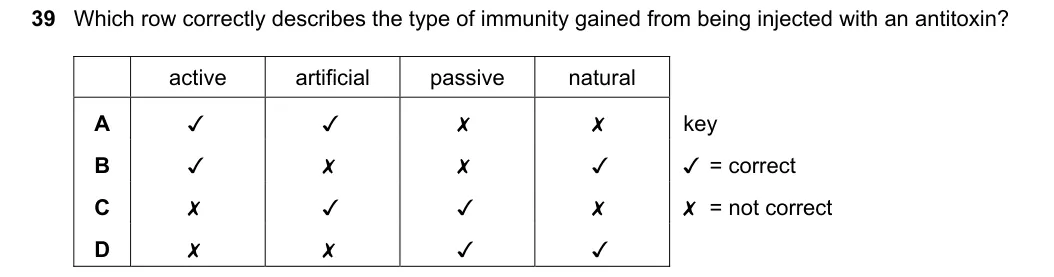 39 Which row correctly describes the type of immunity gained from being injected with an antitoxin?
active artificial passive natural
A ✓ ✓ ✗ ✗ key
B ✓ ✗ ✗ ✓ ✓ = correct
C ✗ ✓ ✓ ✗ ✗ = not correct
D ✗ ✗ ✓ ✓